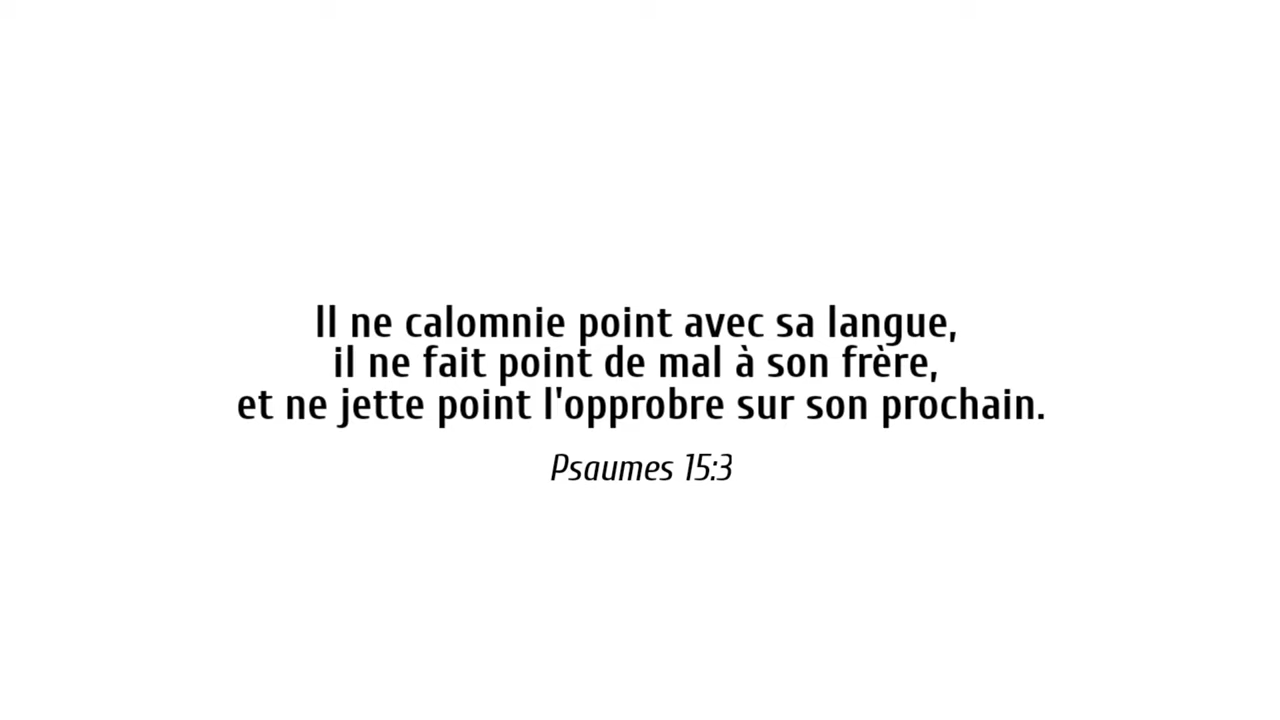 Il ne calomnie point avec sa langue,
il ne fait point de mal à son frère,
et ne jette point l'opprobre sur son prochain.
Psaumes 15:3